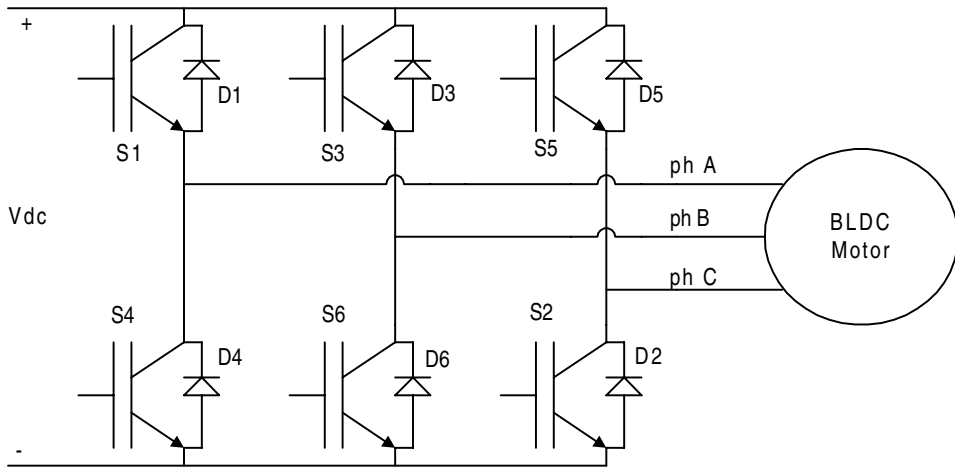 +
D1
D3
D5
S1
S3
S5
ph A
Vdc
ph B
BLDC
Motor
ph C
S4
S6
S2
D4
D6
D2
-